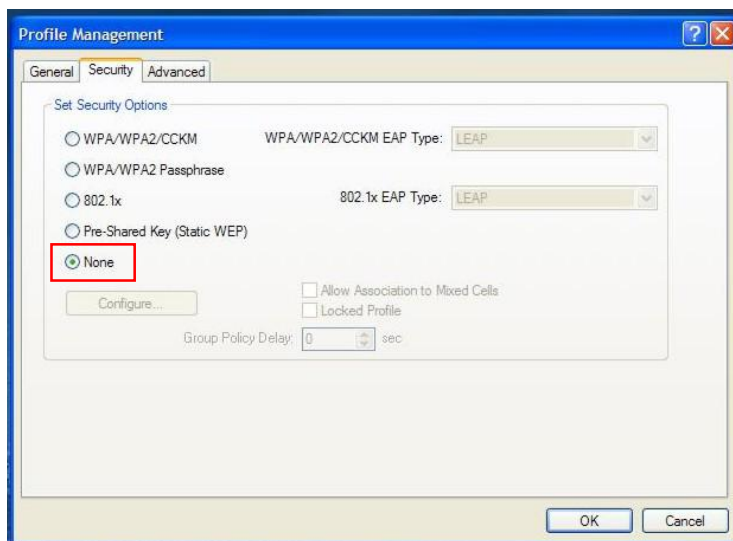 Profile Management
General Security Advanced
Set Security Options
WPA/WPA2/CCKM WPA/WPA2/CCKM EAP Type: LEAP
WPA/WPA2 Passphrase
802.1x 802.1x EAP Type: LEAP
Pre-Shared Key (Static WEP)
None
Configure... Allow Association to Mixed Cells
Locked Profile
Group Policy Delay: 0 sec
OK Cancel